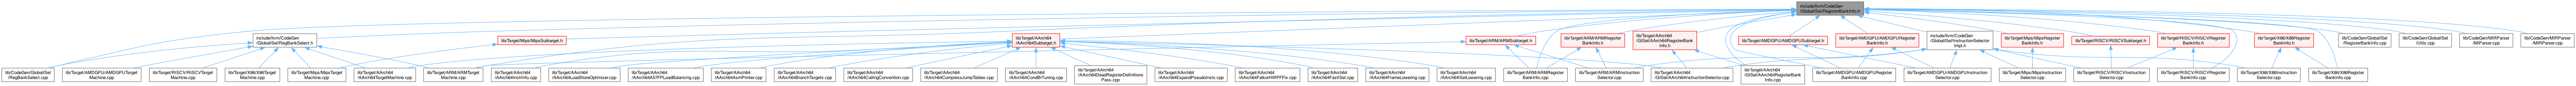 include/llvm/CodeGen
/GlobalISel/RegisterBankInfo.h
include/llvm/CodeGen
/GlobalISel/RegBankSelect.h
lib/Target/Mips/MipsSubtarget.h
lib/Target/AArch64
/AArch64Subtarget.h
lib/Target/ARM/ARMSubtarget.h
lib/Target/ARM/ARMRegister
BankInfo.h
lib/Target/AArch64
/GISel/AArch64RegisterBank
Info.h
lib/Target/AMDGPU/AMDGPUSubtarget.h
lib/Target/AMDGPU/AMDGPURegister
BankInfo.h
include/llvm/CodeGen
/GlobalISel/InstructionSelector
Impl.h
lib/Target/Mips/MipsRegister
BankInfo.h
lib/Target/RISCV/RISCVSubtarget.h
lib/Target/RISCV/RISCVRegister
BankInfo.h
lib/Target/X86/X86Register
BankInfo.h
lib/CodeGen/GlobalISel
/RegisterBankInfo.cpp
lib/CodeGen/GlobalISel
/Utils.cpp
lib/CodeGen/MIRParser
/MIParser.cpp
lib/CodeGen/MIRParser
/MIRParser.cpp
lib/CodeGen/GlobalISel
/RegBankSelect.cpp
lib/Target/AMDGPU/AMDGPUTarget
Machine.cpp
lib/Target/RISCV/RISCVTarget
Machine.cpp
lib/Target/X86/X86Target
Machine.cpp
lib/Target/Mips/MipsTarget
Machine.cpp
lib/Target/AArch64
/AArch64TargetMachine.cpp
lib/Target/ARM/ARMTarget
Machine.cpp
lib/Target/AArch64
/AArch64InstrInfo.cpp
lib/Target/AArch64
/AArch64LoadStoreOptimizer.cpp
lib/Target/AArch64
/AArch64A57FPLoadBalancing.cpp
lib/Target/AArch64
/AArch64AsmPrinter.cpp
lib/Target/AArch64
/AArch64BranchTargets.cpp
lib/Target/AArch64
/AArch64CallingConvention.cpp
lib/Target/AArch64
/AArch64CompressJumpTables.cpp
lib/Target/AArch64
/AArch64CondBrTuning.cpp
lib/Target/AArch64
/AArch64DeadRegisterDefinitions
Pass.cpp
lib/Target/AArch64
/AArch64ExpandPseudoInsts.cpp
lib/Target/AArch64
/AArch64FalkorHWPFFix.cpp
lib/Target/AArch64
/AArch64FastISel.cpp
lib/Target/AArch64
/AArch64FrameLowering.cpp
lib/Target/AArch64
/AArch64ISelLowering.cpp
lib/Target/ARM/ARMRegister
BankInfo.cpp
lib/Target/ARM/ARMInstruction
Selector.cpp
lib/Target/AArch64
/GISel/AArch64InstructionSelector.cpp
lib/Target/AArch64
/GISel/AArch64RegisterBank
Info.cpp
lib/Target/AMDGPU/AMDGPURegister
BankInfo.cpp
lib/Target/AMDGPU/AMDGPUInstruction
Selector.cpp
lib/Target/Mips/MipsInstruction
Selector.cpp
lib/Target/RISCV/RISCVInstruction
Selector.cpp
lib/Target/RISCV/RISCVRegister
BankInfo.cpp
lib/Target/X86/X86Instruction
Selector.cpp
lib/Target/X86/X86Register
BankInfo.cpp